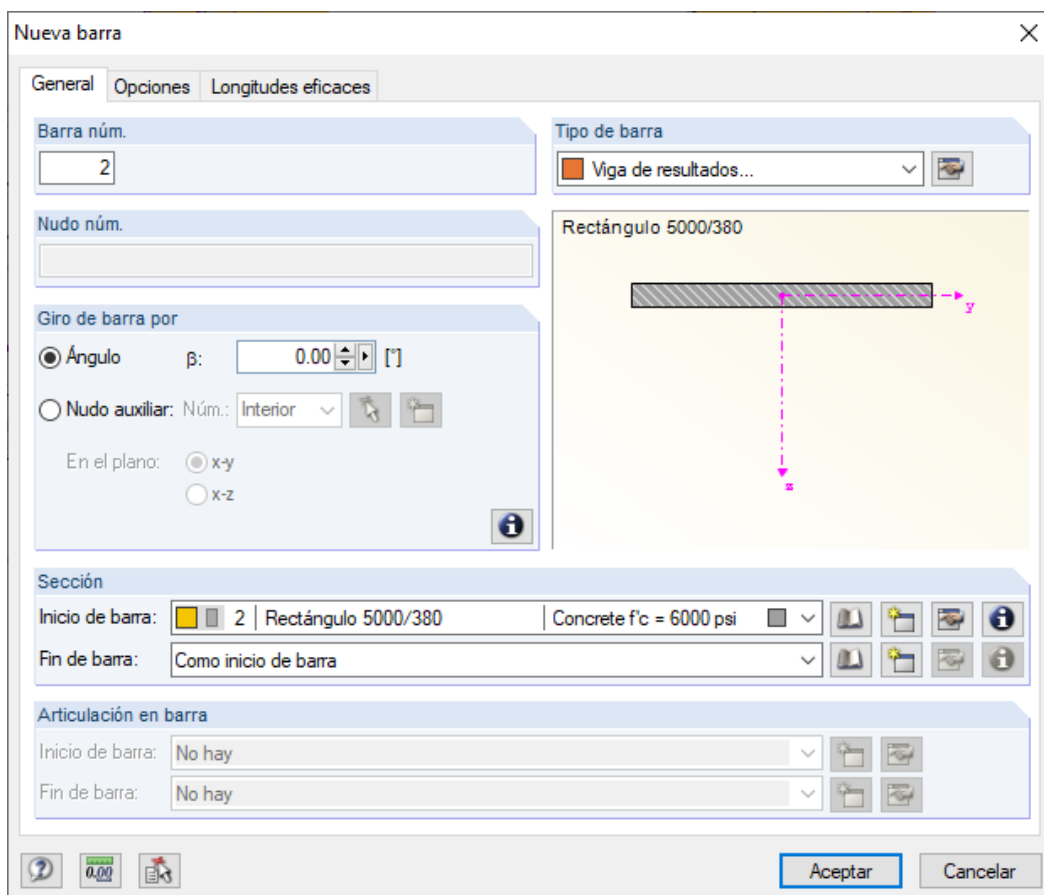 Nueva barra
General Opciones Longitudes eficaces
Barra núm.
2
Tipo de barra
Viga de resultados...
Nudo núm.
Rectángulo 5000/380
y
z
Giro de barra por
Ángulo β: 0.00 [°]
Nudo auxiliar: Núm.: Interior
En el plano: x-y
x-z
Sección
Inicio de barra: 2 Rectángulo 5000/380 Concrete f'c = 6000 psi
Fin de barra: Como inicio de barra
Articulación en barra
Inicio de barra: No hay
Fin de barra: No hay
0.00
Aceptar Cancelar